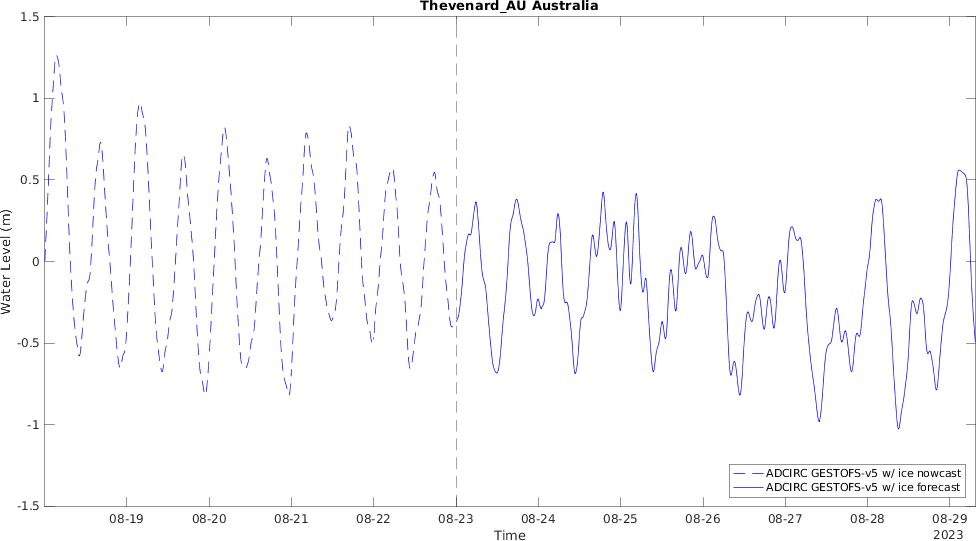 Thevenard_AU Australia
1.5
1
0.5
0
-0.5
-1
-1.5
Water Level (m)
08-19 08-20 08-21 08-22 08-23 08-24 08-25 08-26 08-27 08-28 08-29
2023
Time
ADCIRC GESTOFS-v5 w/ ice nowcast
ADCIRC GESTOFS-v5 w/ ice forecast